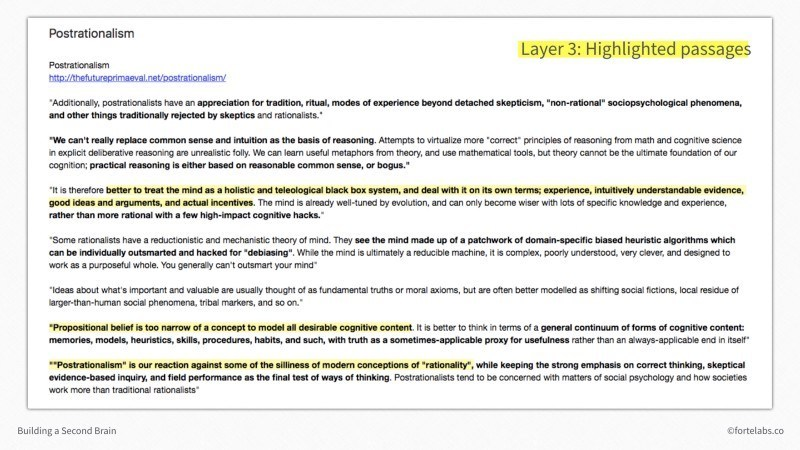 Postrationalism
Layer 3: Highlighted passages
Postrationalism
http://thefutureprimaeval.net/postrationalism/
"Additionally, postrationalists have an appreciation for tradition, ritual, modes of experience beyond detached skepticism, "non-rational" sociopsychological phenomena,
and other things traditionally rejected by skeptics and rationalists."
"We can't really replace common sense and intuition as the basis of reasoning. Attempts to virtualize more "correct" principles of reasoning from math and cognitive science
in explicit deliberative reasoning are unrealistic folly. We can learn useful metaphors from theory, and use mathematical tools, but theory cannot be the ultimate foundation of our
cognition; practical reasoning is either based on reasonable common sense, or bogus."
"It is therefore better to treat the mind as a holistic and teleological black box system, and deal with it on its own terms; experience, intuitively understandable evidence,
good ideas and arguments, and actual incentives. The mind is already well-tuned by evolution, and can only become wiser with lots of specific knowledge and experience,
rather than more rational with a few high-impact cognitive hacks."
"Some rationalists have a reductionistic and mechanistic theory of mind. They see the mind made up of a patchwork of domain-specific biased heuristic algorithms which
can be individually outsmarted and hacked for "debiasing". While the mind is ultimately a reducible machine, it is complex, poorly understood, very clever, and designed to
work as a purposeful whole. You generally can't outsmart your mind"
"Ideas about what's important and valuable are usually thought of as fundamental truths or moral axioms, but are often better modelled as shifting social fictions, local residue of
larger-than-human social phenomena, tribal markers, and so on."
"Propositional belief is too narrow of a concept to model all desirable cognitive content. It is better to think in terms of a general continuum of forms of cognitive content:
memories, models, heuristics, skills, procedures, habits, and such, with truth as a sometimes-applicable proxy for usefulness rather than an always-applicable end in itself"
""Postrationalism" is our reaction against some of the silliness of modern conceptions of "rationality", while keeping the strong emphasis on correct thinking, skeptical
evidence-based inquiry, and field performance as the final test of ways of thinking. Postrationalists tend to be concerned with matters of social psychology and how societies
work more than traditional rationalists"
Building a Second Brain
©fortelabs.co